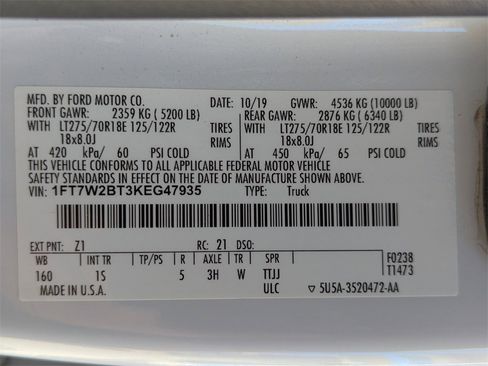 MFD. BY FORD MOTOR CO. DATE: 10/19 GVWR: 4536 KG (10000 LB)
FRONT GAWR: 2359 KG ( 5200 LB) REAR GAWR: 2876 KG ( 6340 LB)
WITH LT275/70R18E 125/122R TIRES WITH LT275/70R18E 125/122R TIRES
18x8.0J RIMS 18x8.0J RIMS
AT 420 kPa/ 60 PSI COLD AT 450 kPa/ 65 PSI COLD
THIS VEHICLE CONFORMS TO ALL APPLICABLE FEDERAL MOTOR VEHICLE
SAFETY STANDARDS IN EFFECT ON THE DATE OF MANUFACTURE SHOWN ABOVE.
VIN: 1FT7W2BT3KEG47935 TYPE: Truck
EXT PNT: Z1 RC: 21 DSO:
WB INT TR TP/PS R AXLE TR SPR F0238
160 1S 5 3H W TTJJ T1473
MADE IN U.S.A. ULC ▽ 5U5A-3520472-AA